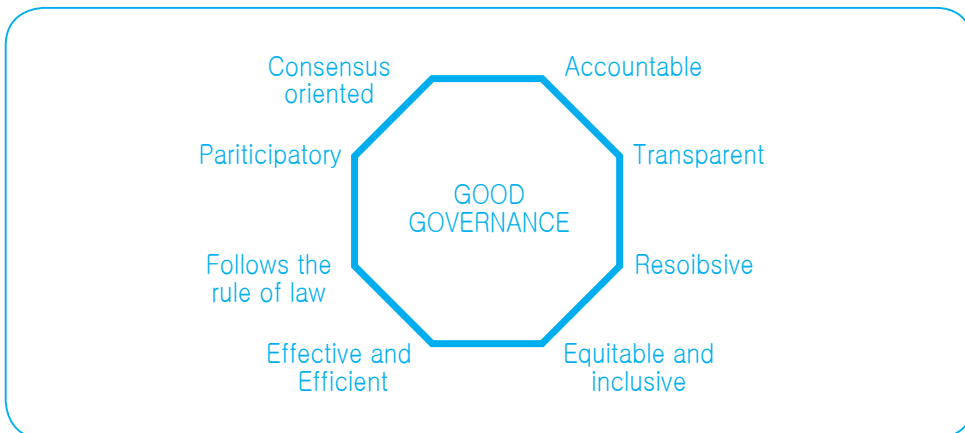 Consensus
oriented
Accountable
Pariticipatory
Transparent
GOOD
GOVERNANCE
Follows the
rule of law
Resoibsive
Effective and
Efficient
Equitable and
inclusive